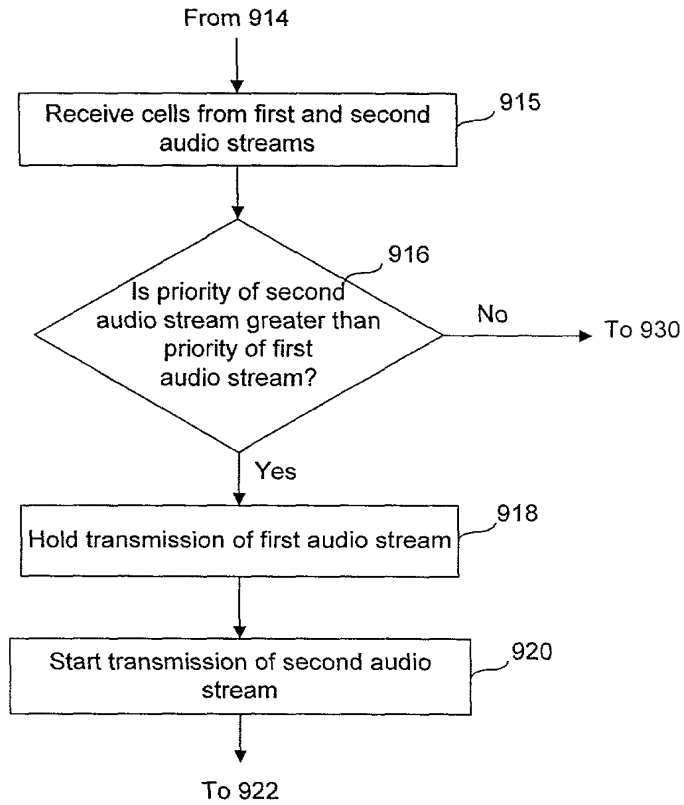 From 914
Receive cells from first and second
audio streams
915
916
Is priority of second
audio stream greater than
priority of first
audio stream?
No
To 930
Yes
Hold transmission of first audio stream
918
Start transmission of second audio
stream
920
To 922